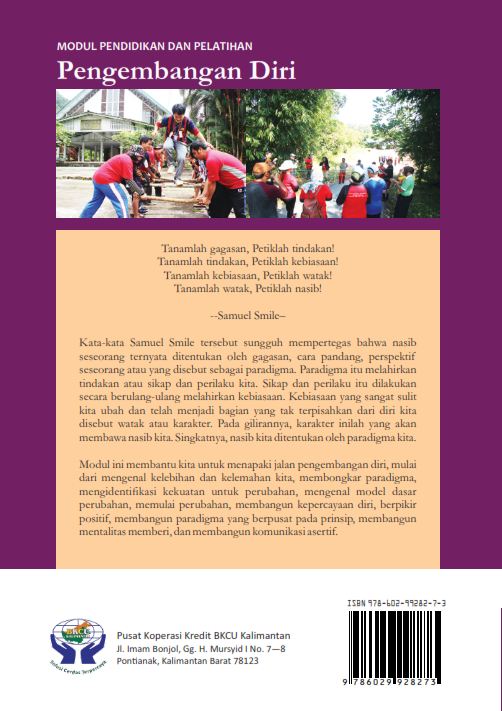 MODUL PENDIDIKAN DAN PELATIHAN
Pengembangan Diri
Tanamlah gagasan, Petiklah tindakan!
Tanamlah tindakan, Petiklah kebiasaan!
Tanamlah kebiasaan, Petiklah watak!
Tanamlah watak, Petiklah nasib!
--Samuel Smile--
Kata-kata Samuel Smile tersebut sungguh mempertegas bahwa nasib
seseorang ternyata ditentukan oleh gagasan, cara pandang, perspektif
seseorang atau yang disebut sebagai paradigma. Paradigma itu melahirkan
tindakan atau sikap dan perilaku kita. Sikap dan perilaku itu dilakukan
secara berulang-ulang melahirkan kebiasaan. Kebiasaan yang sangat sulit
kita ubah dan telah menjadi bagian yang tak terpisahkan dari diri kita
disebut watak atau karakter. Pada gilirannya, karakter inilah yang akan
membawa nasib kita. Singkatnya, nasib kita ditentukan oleh paradigma kita.
Modul ini membantu kita untuk menapaki jalan pengembangan diri, mulai
dari mengenal kelebihan dan kelemahan kita, membongkar paradigma,
mengidentifikasi kekuatan untuk perubahan, mengenal model dasar
perubahan, memulai perubahan, membangun kepercayaan diri, berpikir
positif, membangun paradigma yang berpusat pada prinsip, membangun
mentalitas memberi, dan membangun komunikasi asertif.
ISBN 978-602-99282-7-3
BKCU
KALIMANTAN
Solusi Cerdas Terpercaya
Pusat Koperasi Kredit BKCU Kalimantan
Jl. Imam Bonjol, Gg. H. Mursyid I No. 7—8
Pontianak, Kalimantan Barat 78123
9 786029 928273